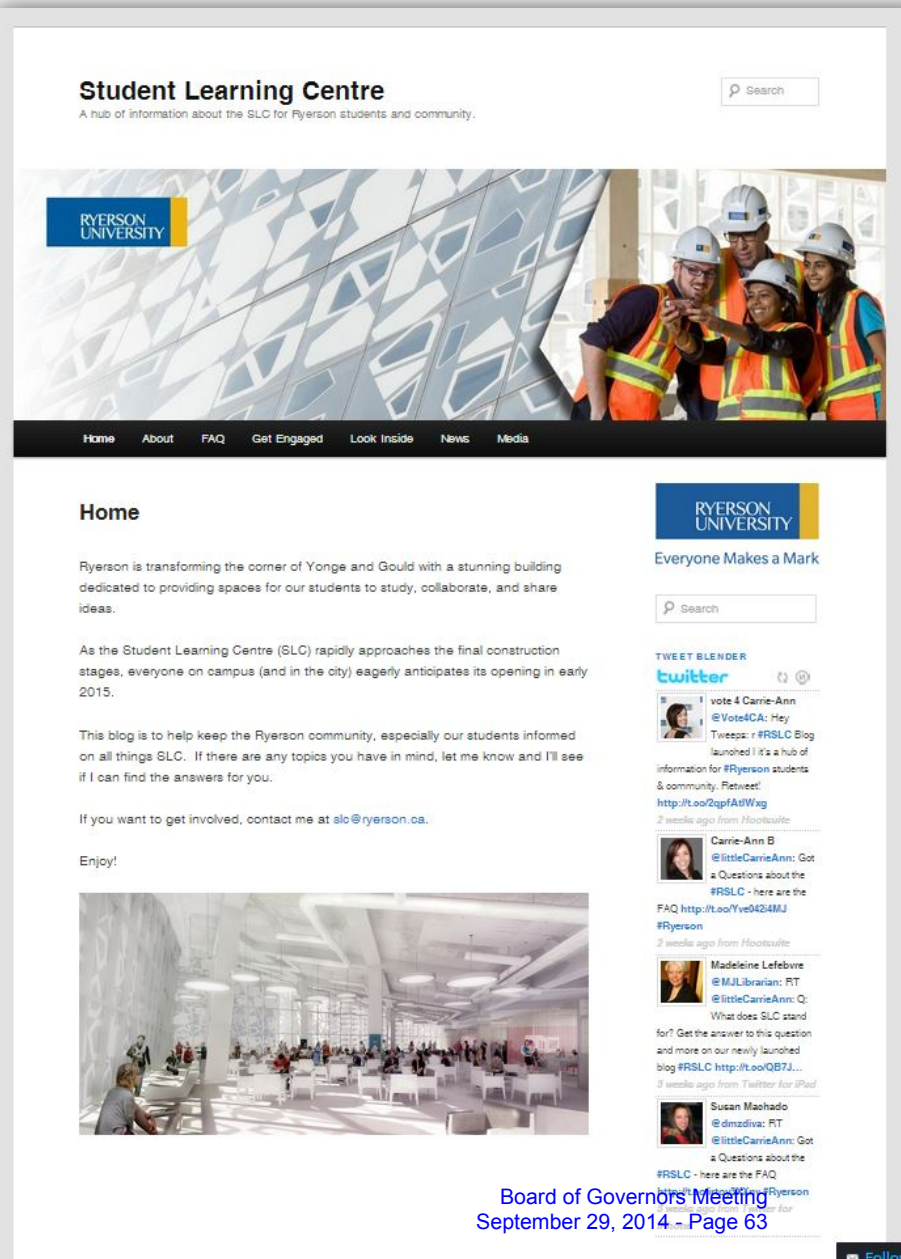 Student Learning Centre
A hub of information about the SLC for Ryerson students and community.
Search
RYERSON
UNIVERSITY
Home About FAQ Get Engaged Look Inside News Media
Home
Ryerson is transforming the corner of Yonge and Gould with a stunning building
dedicated to providing spaces for our students to study, collaborate, and share
ideas.
As the Student Learning Centre (SLC) rapidly approaches the final construction
stages, everyone on campus (and in the city) eagerly anticipates its opening in early
2015.
This blog is to help keep the Ryerson community, especially our students informed
on all things SLC. If there are any topics you have in mind, let me know and I'll see
if I can find the answers for you.
If you want to get involved, contact me at slc@ryerson.ca.
Enjoy!
RYERSON
UNIVERSITY
Everyone Makes a Mark
Search
TWEET BLENDER
twitter
vote 4 Carrie-Ann
@Vote4CA: Hey
Tweeps: r #RSLC Blog
launched ! it's a hub of
information for #Ryerson students
& community. Retweet!
http://t.co/2qpfAtlWxg
2 weeks ago from Hootsuite
Carrie-Ann B
@littleCarrieAnn: Got
a Questions about the
#RSLC - here are the
FAQ http://t.co/Yve042i4MJ
#Ryerson
2 weeks ago from Hootsuite
Madeleine Lefebvre
@MJLibrarian: RT
@littleCarrieAnn: Q:
What does SLC stand
for? Get the answer to this question
and more on our newly launched
blog #RSLC http://t.co/QB7J...
3 weeks ago from Twitter for iPad
Susan Machado
@dmzdiva: RT
@littleCarrieAnn: Got
a Questions about the
#RSLC - here are the FAQ
#Ryerson
3 weeks ago from Twitter for
Board of Governors Meeting
September 29, 2014 - Page 63